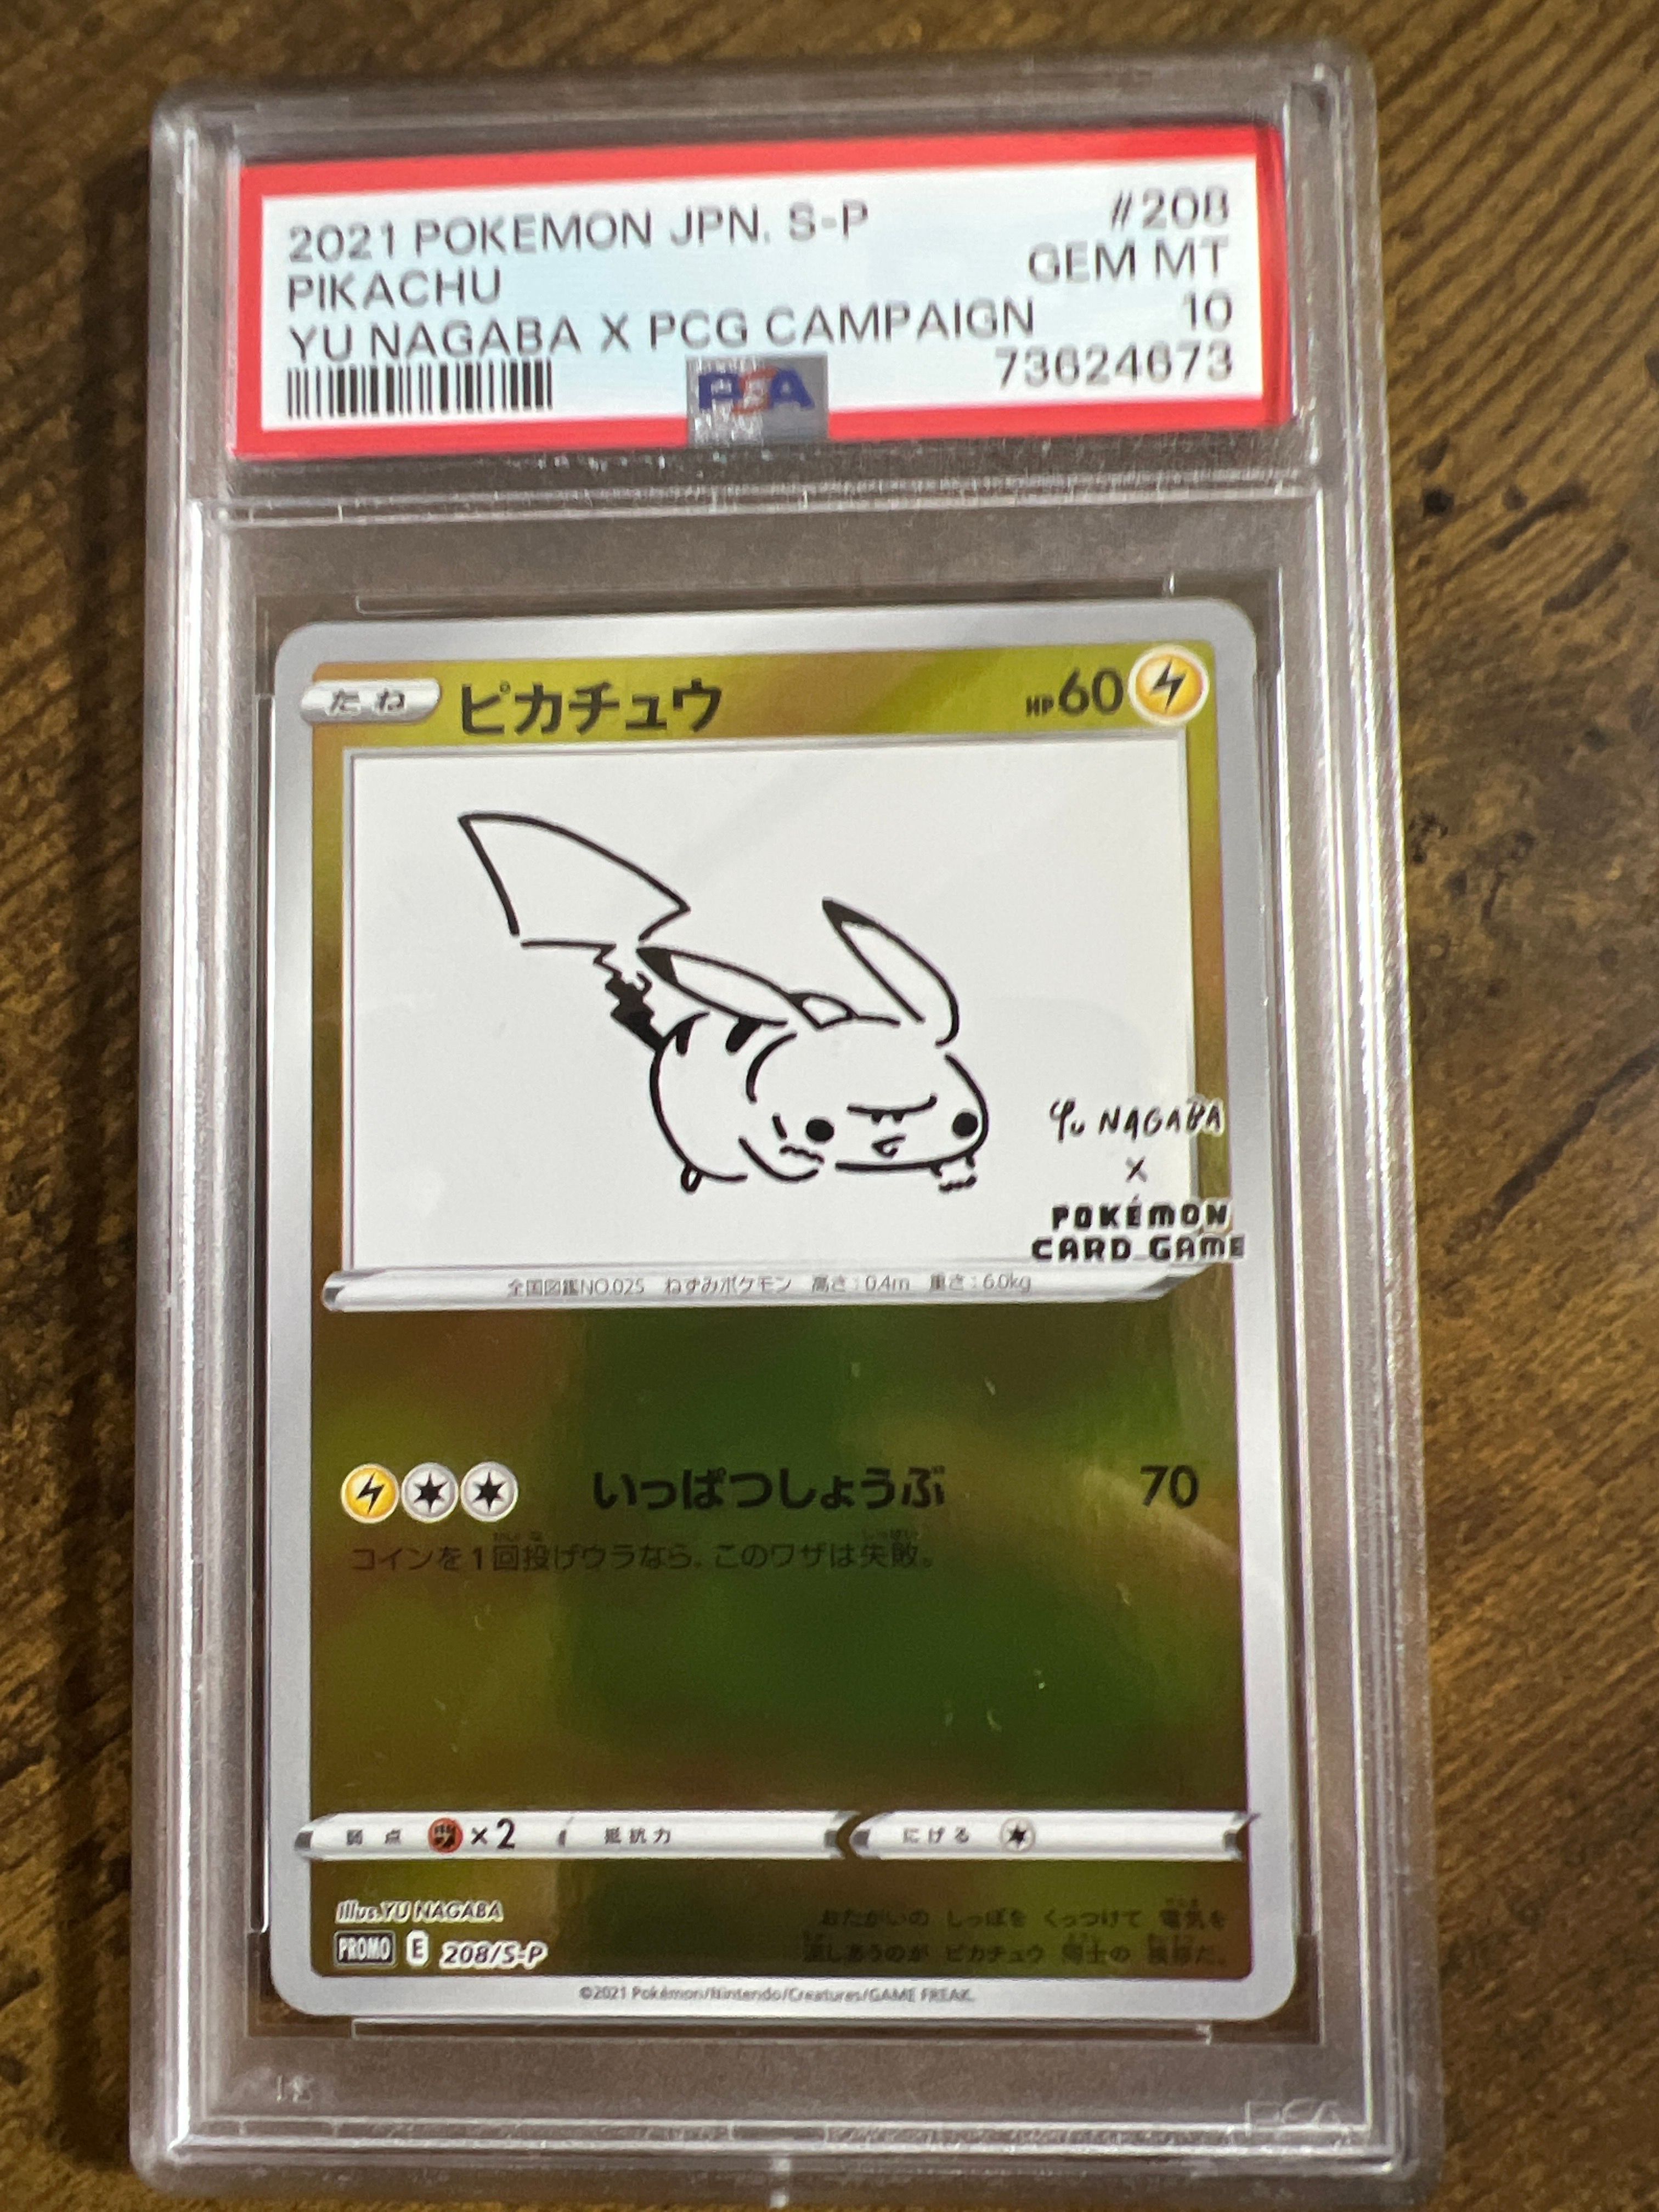 2021 POKEMON JPN. S-P #208
PIKACHU GEM MT
YU NAGABA X PCG CAMPAIGN 10
73624673
PSA
たね ピカチュウ HP60
Yu NAGABA
X
POKÉMON
CARD GAME
全国図鑑NO.025 ねずみポケモン 高さ:0.4m 重さ:6.0kg
いっぱつしょうぶ 70
コインを1回投げウラなら、このワザは失敗。
弱点 ×2 抵抗力 にげる
Illus.YU NAGABA
PROMO E 208/S-P
おたがいの しっぽを くっつけて 電気を
流しあうのが ピカチュウ 同士の 挨拶だ。
©2021 Pokémon/Nintendo/Creatures/GAME FREAK.
PSA